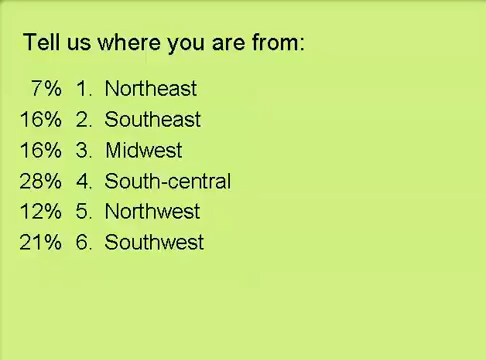 Tell us where you are from:
7% 1. Northeast
16% 2. Southeast
16% 3. Midwest
28% 4. South-central
12% 5. Northwest
21% 6. Southwest